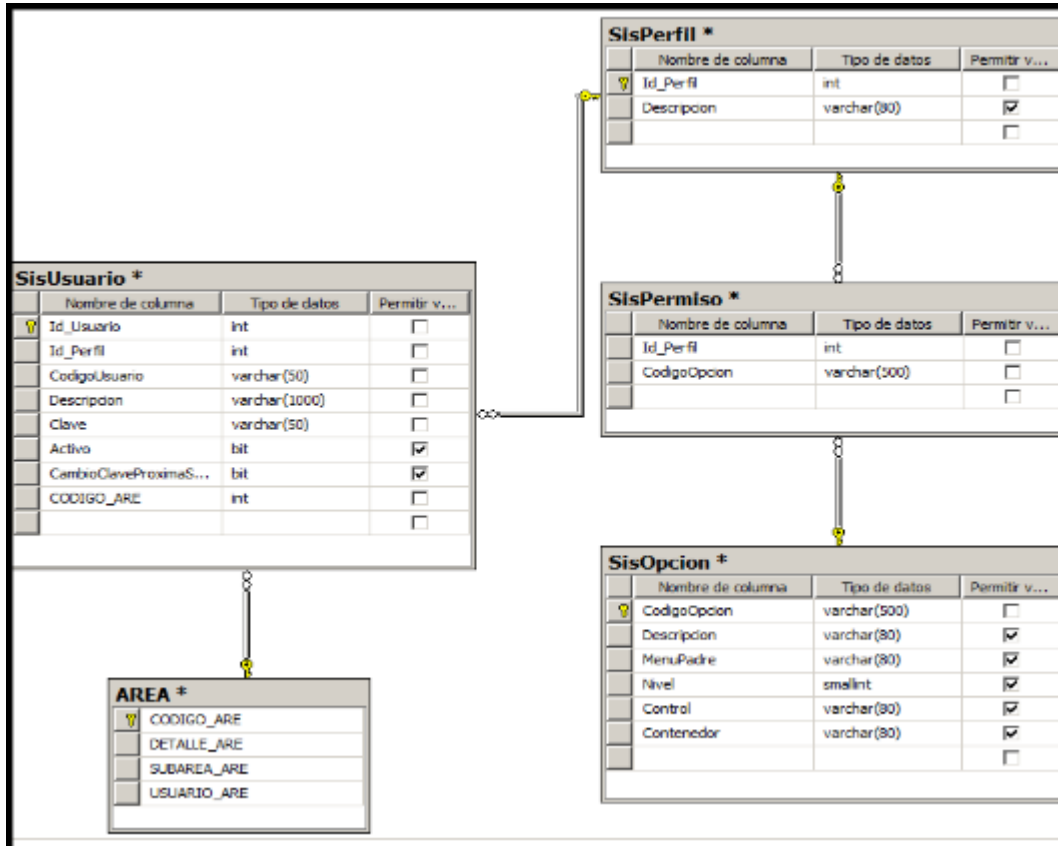 SisPerfil *
Nombre de columna Tipo de datos Permitir v...
Id_Perfil int
Descripcion varchar(80)
SisUsuario *
Nombre de columna Tipo de datos Permitir v...
Id_Usuario int
Id_Perfil int
CodigoUsuario varchar(50)
Descripcion varchar(1000)
Clave varchar(50)
Activo bit
CambioClaveProximaS... bit
CODIGO_ARE int
SisPermiso *
Nombre de columna Tipo de datos Permitir v...
Id_Perfil int
CodigoOpcion varchar(500)
SisOpcion *
Nombre de columna Tipo de datos Permitir v...
CodigoOpcion varchar(500)
Descripcion varchar(80)
MenuPadre varchar(80)
Nivel smallint
Control varchar(80)
Contenedor varchar(80)
AREA *
CODIGO_ARE
DETALLE_ARE
SUBAREA_ARE
USUARIO_ARE